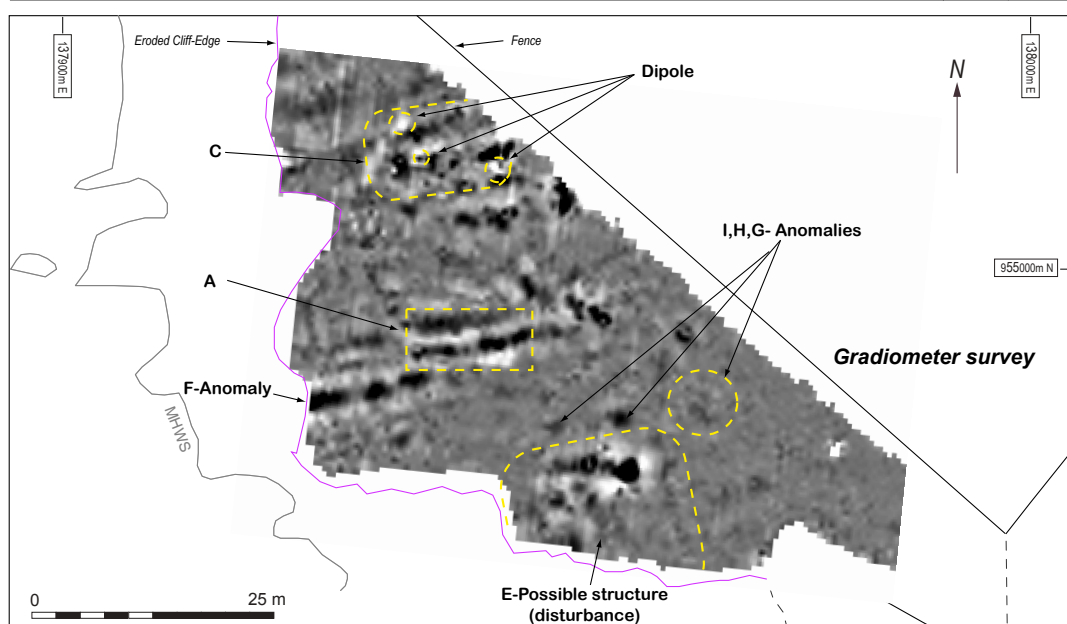 Eroded Cliff-Edge
Fence
137900m E
138000m E
Dipole
N
C
I,H,G- Anomalies
955000m N
A
Gradiometer survey
F-Anomaly
MHWS
E-Possible structure
(disturbance)
0 25 m